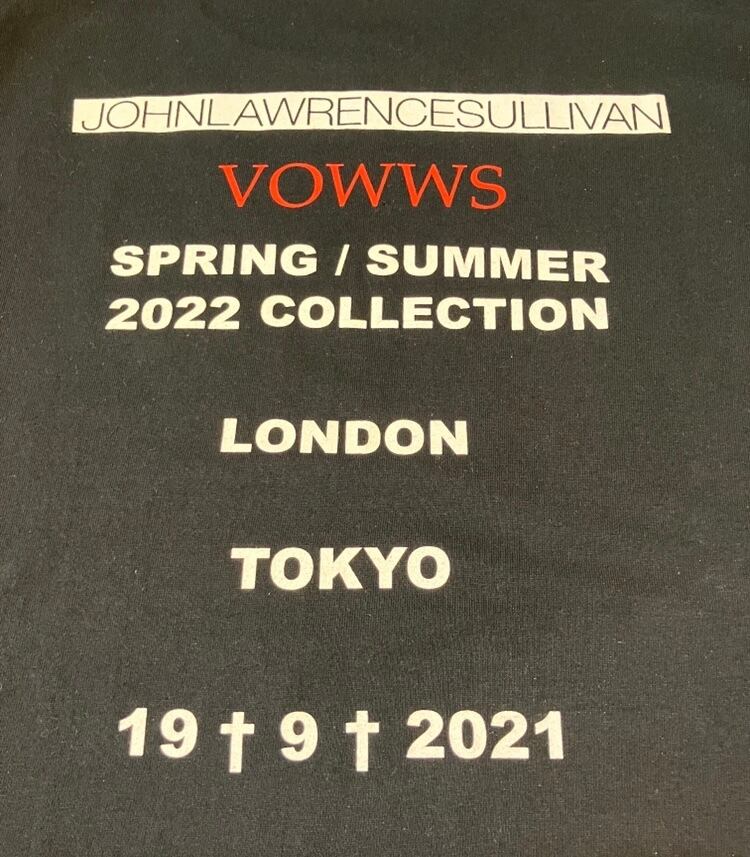 JOHNLAWRENCESULLIVAN
VOWWS
SPRING / SUMMER
2022 COLLECTION
LONDON
TOKYO
19 † 9 † 2021